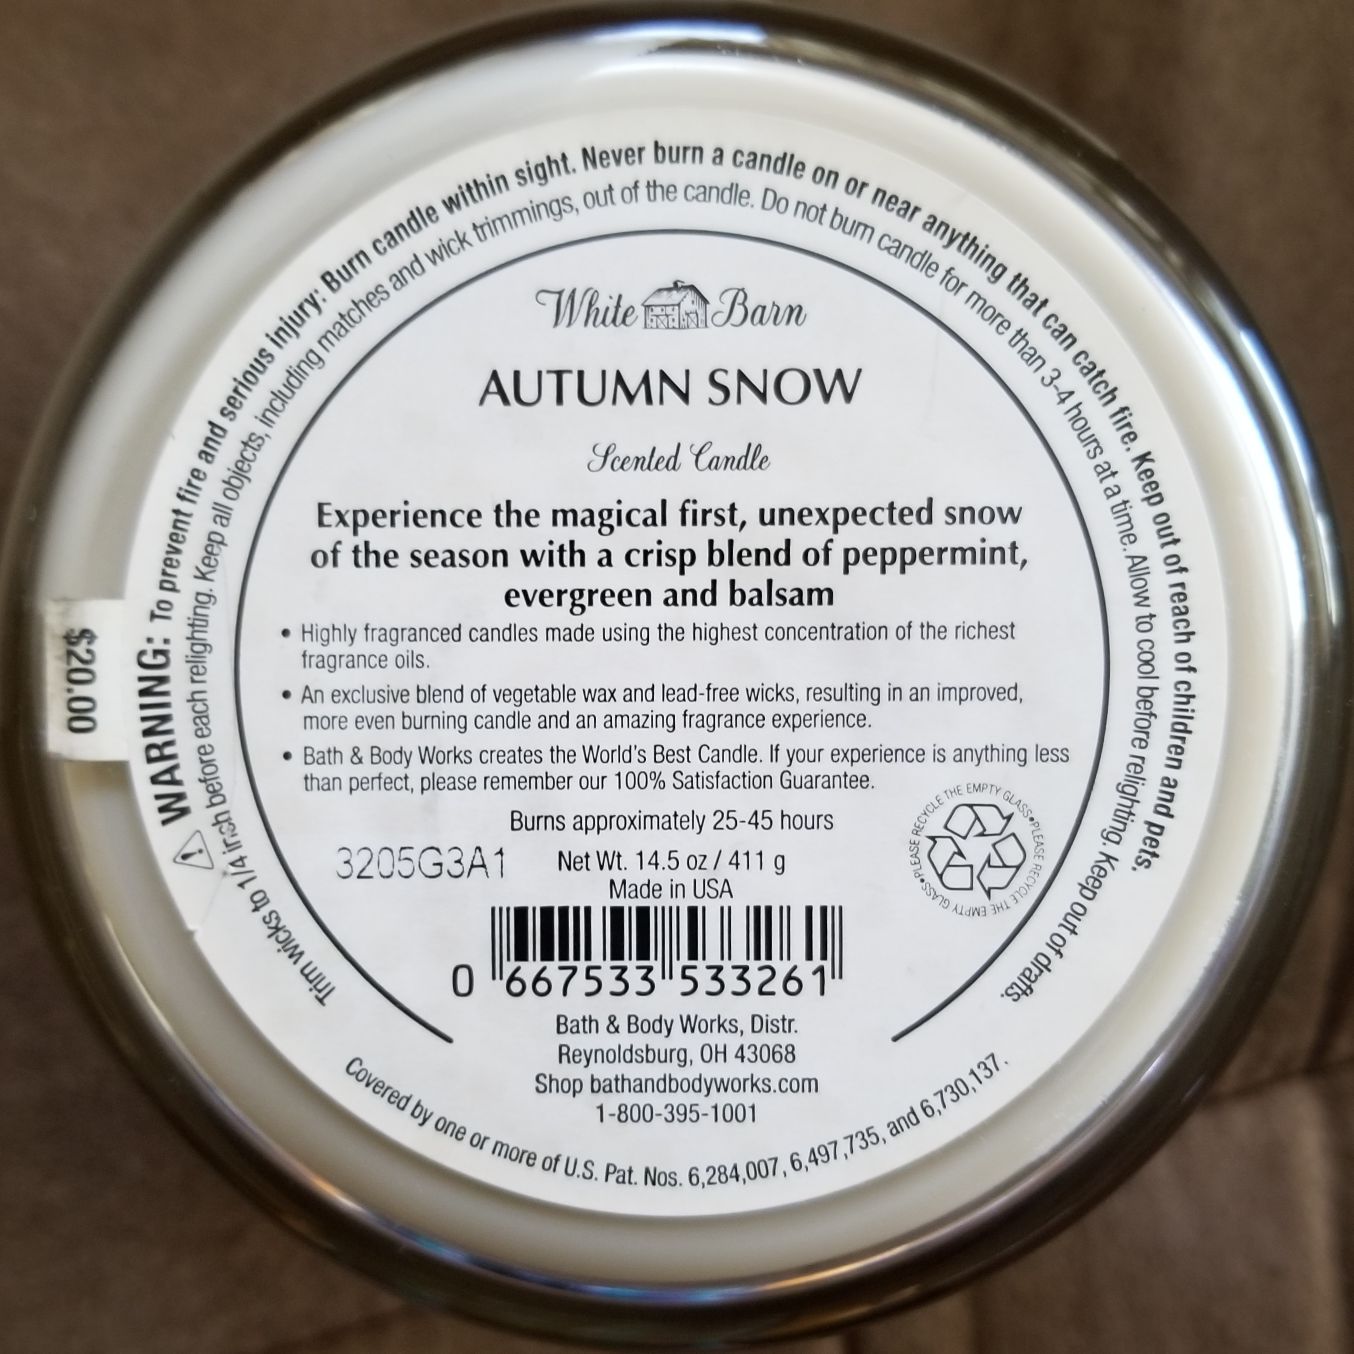 WARNING: To prevent fire and serious injury: Burn candle within sight. Never burn a candle on or near anything that can catch fire. Keep out of reach of children and pets.
Trim wicks to 1/4 inch before each relighting. Keep all objects, including matches and wick trimmings, out of the candle. Do not burn candle for more than 3-4 hours at a time. Allow to cool before relighting. Keep out of drafts.
$20.00
White Barn
AUTUMN SNOW
Scented Candle
Experience the magical first, unexpected snow
of the season with a crisp blend of peppermint,
evergreen and balsam
• Highly fragranced candles made using the highest concentration of the richest
fragrance oils.
• An exclusive blend of vegetable wax and lead-free wicks, resulting in an improved,
more even burning candle and an amazing fragrance experience.
• Bath & Body Works creates the World's Best Candle. If your experience is anything less
than perfect, please remember our 100% Satisfaction Guarantee.
PLEASE RECYCLE THE EMPTY GLASS•PLEASE RECYCLE THE EMPTY GLASS•
Burns approximately 25-45 hours
3205G3A1
Net Wt. 14.5 oz / 411 g
Made in USA
0 667533 533261
Bath & Body Works, Distr.
Reynoldsburg, OH 43068
Shop bathandbodyworks.com
1-800-395-1001
Covered by one or more of U.S. Pat. Nos. 6,284,007, 6,497,735, and 6,730,137.